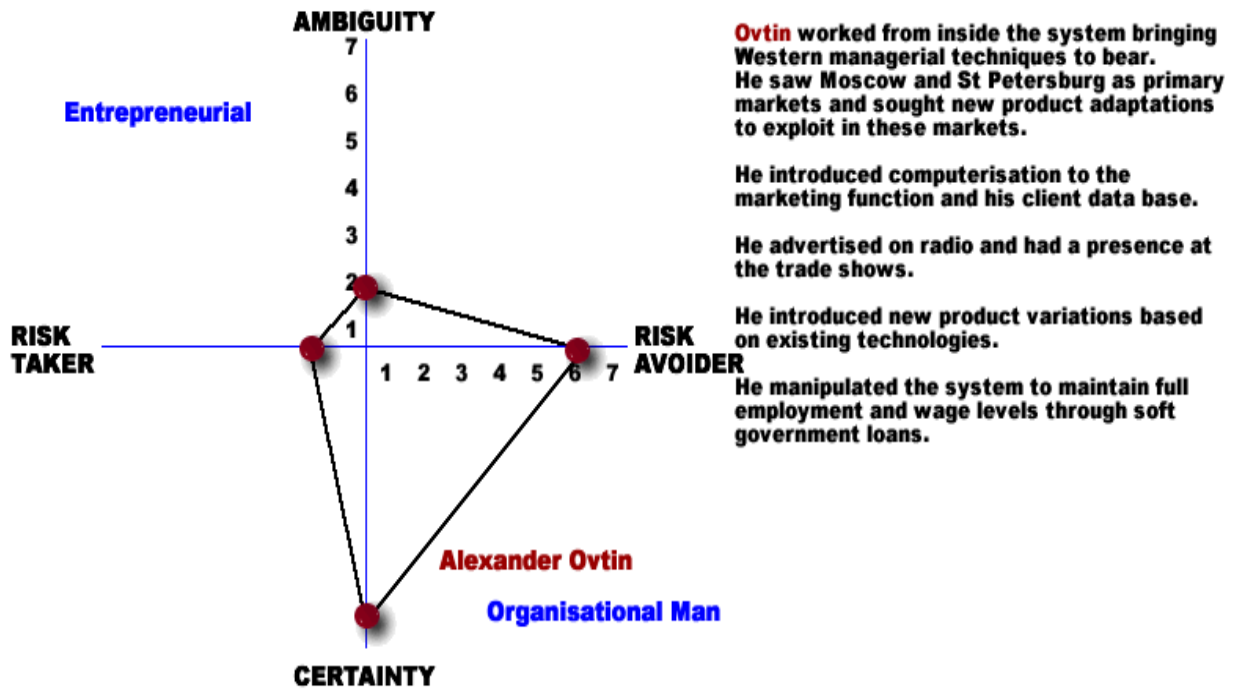 AMBIGUITY
7
6
5
4
3
2
1
Entrepreneurial
RISK
TAKER
RISK
AVOIDER
1 2 3 4 5 6 7
Alexander Ovtin
Organisational Man
CERTAINTY
Ovtin worked from inside the system bringing
Western managerial techniques to bear.
He saw Moscow and St Petersburg as primary
markets and sought new product adaptations
to exploit in these markets.
He introduced computerisation to the
marketing function and his client data base.
He advertised on radio and had a presence at
the trade shows.
He introduced new product variations based
on existing technologies.
He manipulated the system to maintain full
employment and wage levels through soft
government loans.